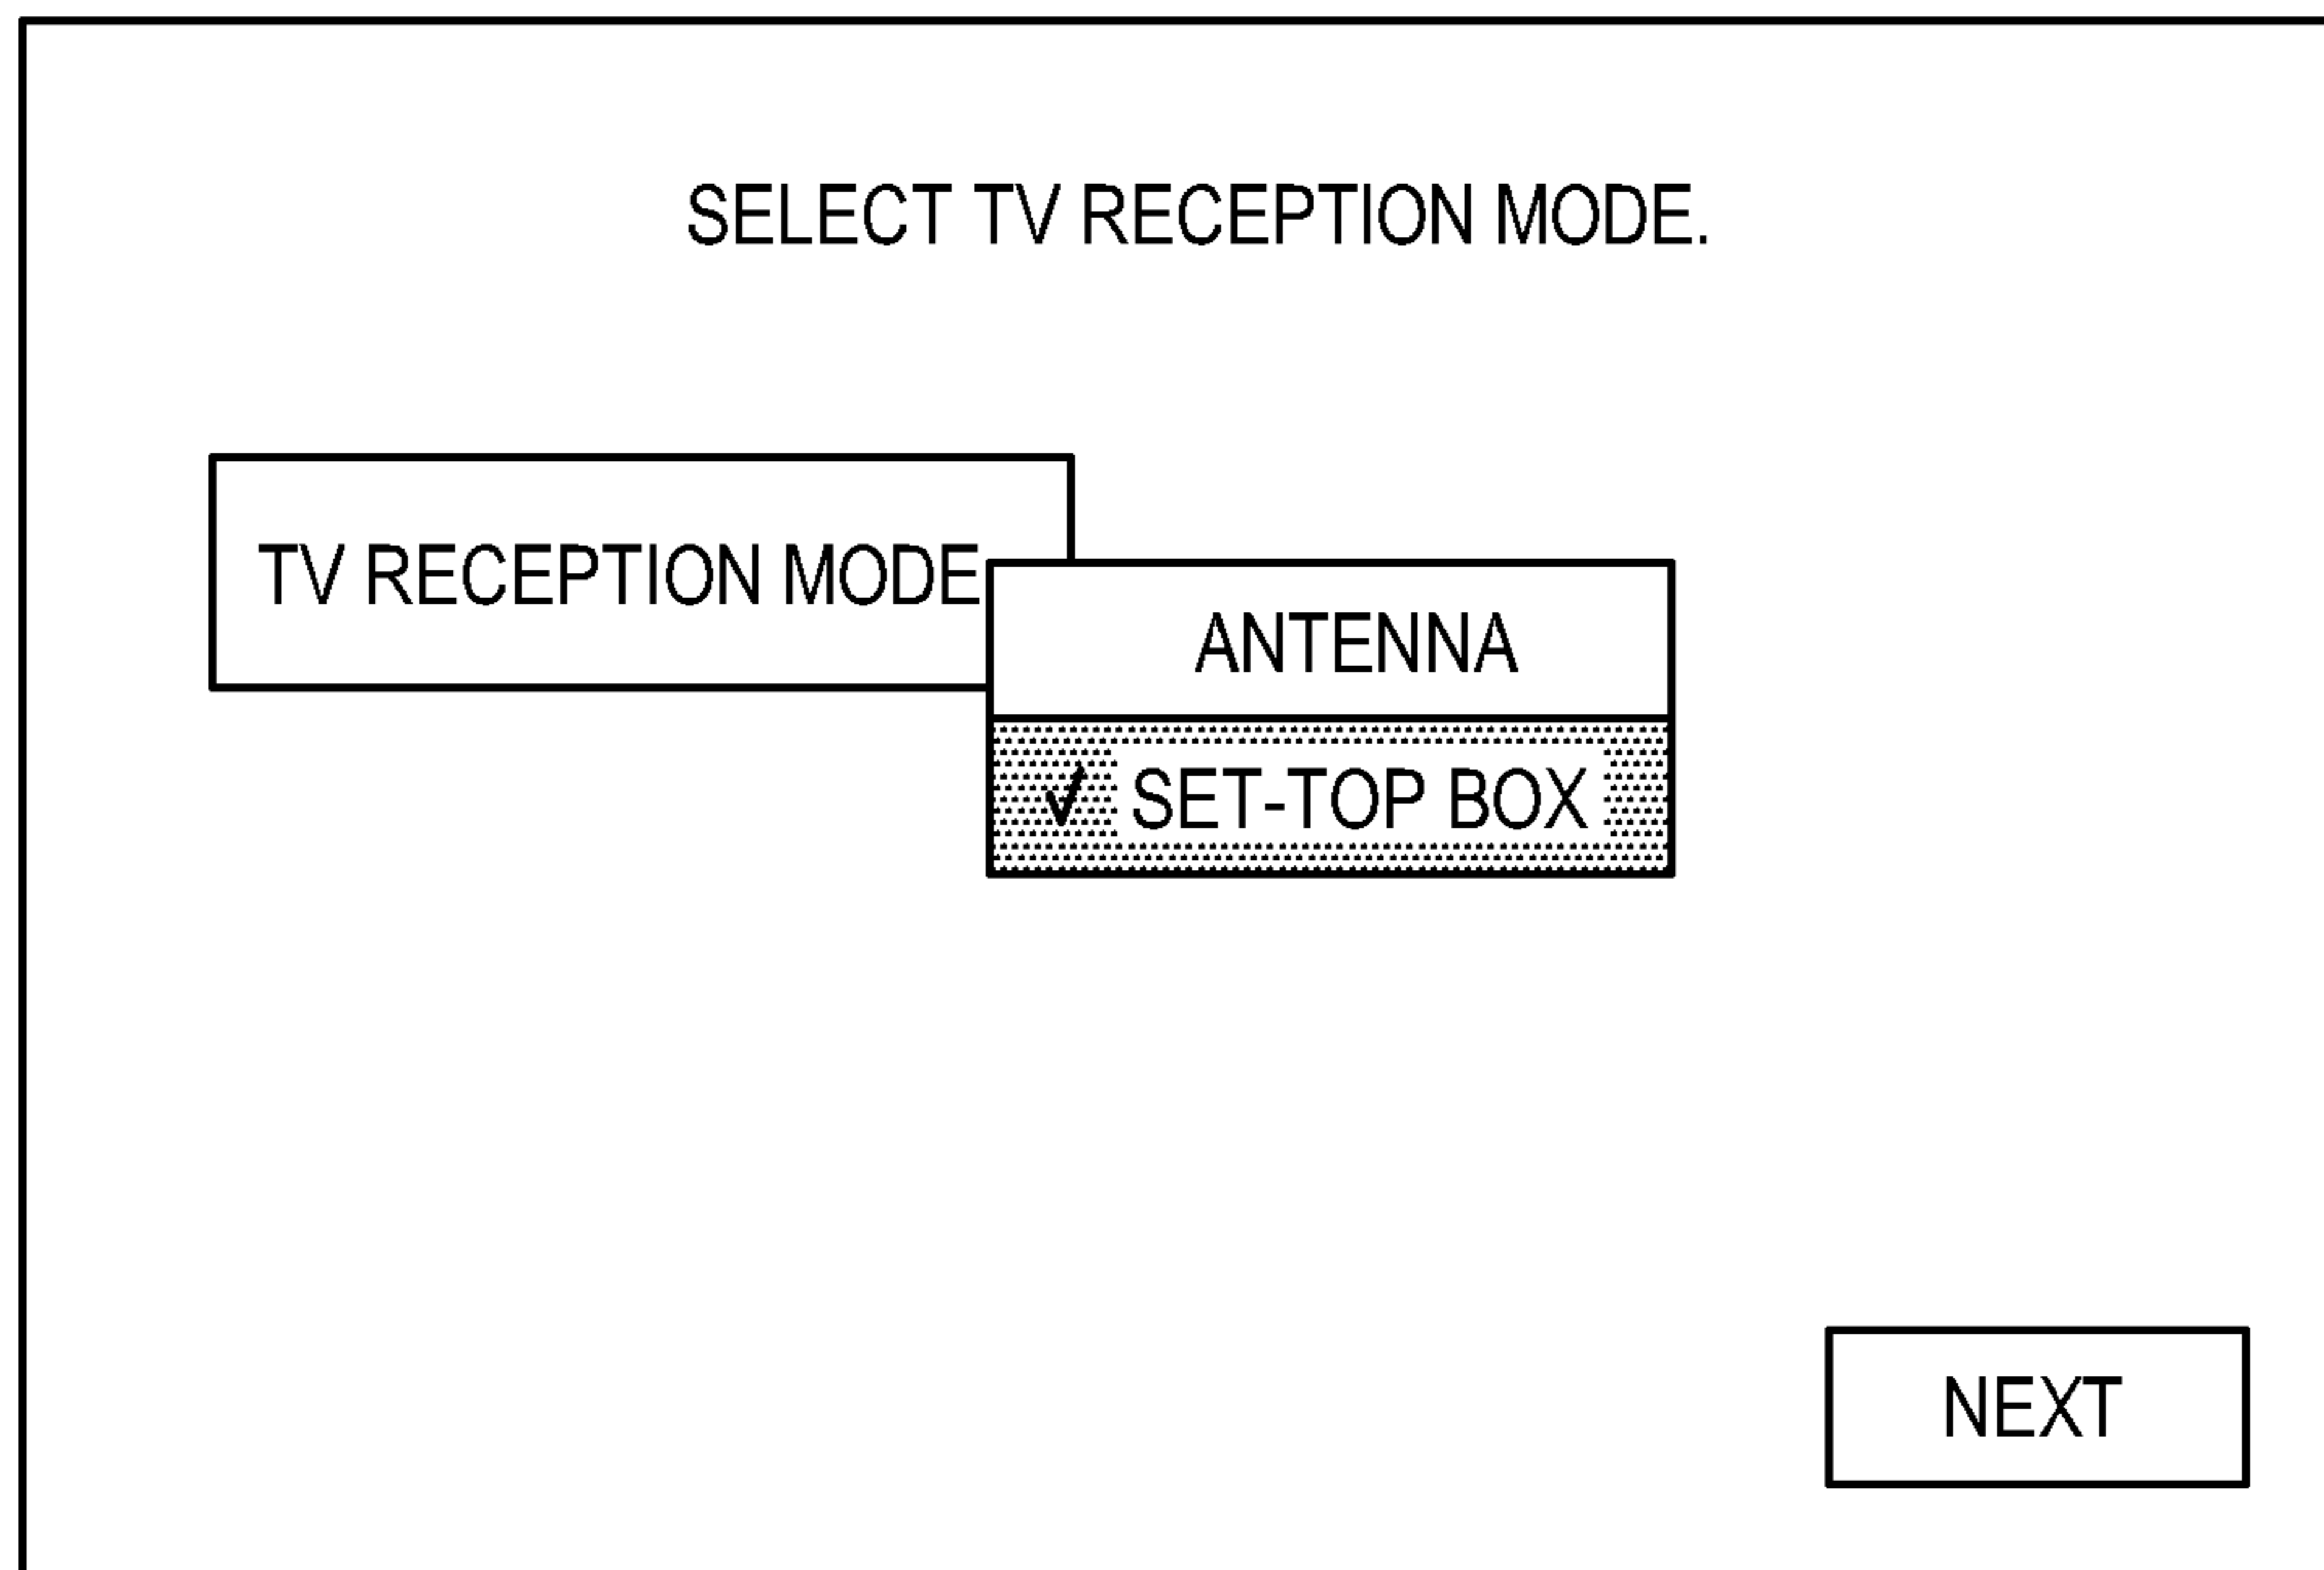 SELECT TV RECEPTION MODE.
TV RECEPTION MODE
ANTENNA
✓ SET-TOP BOX
NEXT